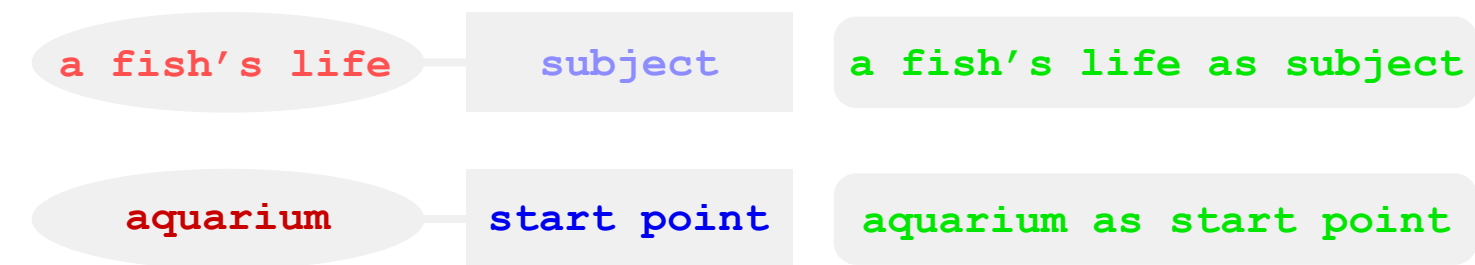 a fish’s life subject a fish’s life as subject
aquarium start point aquarium as start point